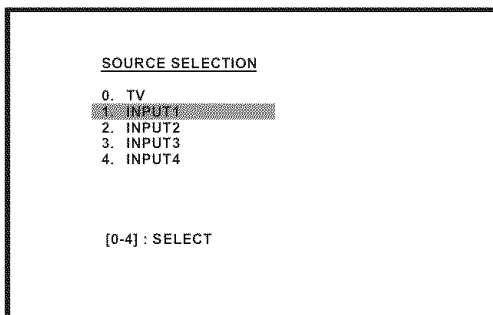 SOURCE SELECTION
0. TV
1. INPUT1
2. INPUT2
3. INPUT3
4. INPUT4
[0-4] : SELECT